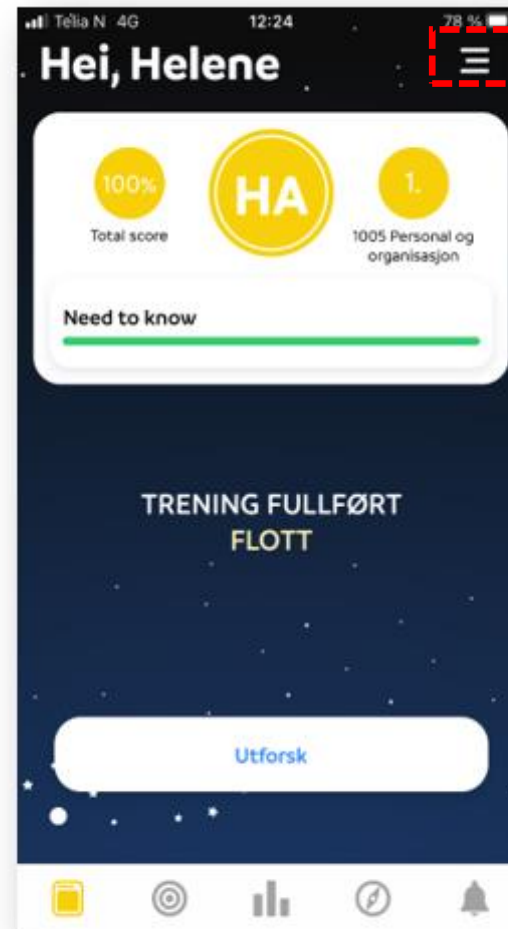 Telia N 4G 12:24 78 %
Hei, Helene
100%
Total score
HA
1.
1005 Personal og
organisasjon
Need to know
TRENING FULLFØRT
FLOTT
Utforsk